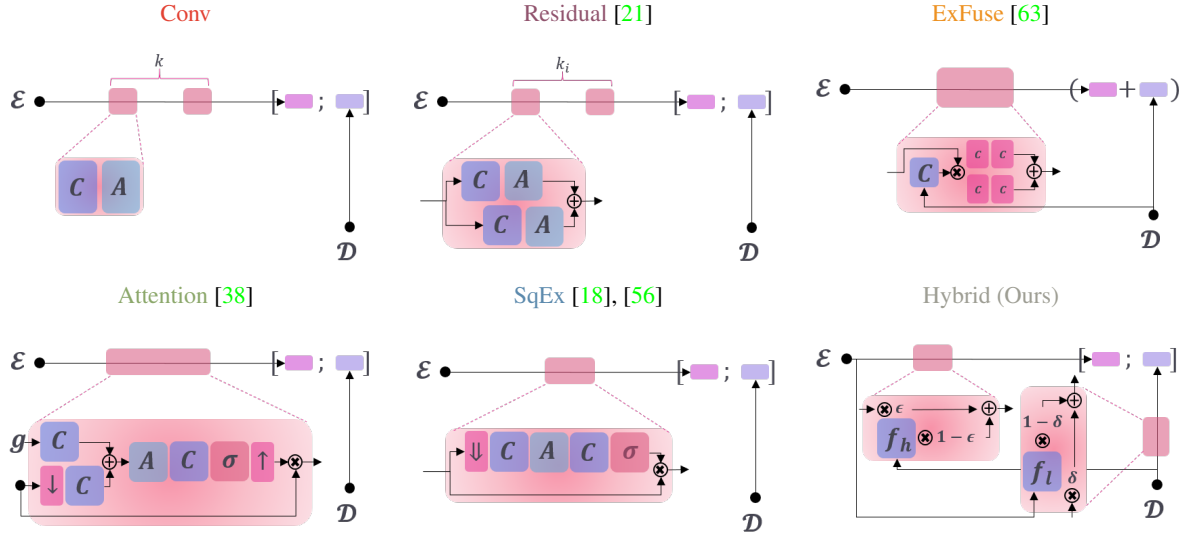 Conv
Residual [21]
ExFuse [63]
k
k_i
ℰ [ ; ]
ℰ [ ; ]
ℰ ( + )
C A
C A
C A
C
C C
C C
𝒟
𝒟
𝒟
Attention [38]
SqEx [18], [56]
Hybrid (Ours)
ℰ [ ; ]
ℰ [ ; ]
ℰ [ ; ]
g C
↓ C
A C σ ↑
⇓ C A C σ
ϵ
f_h 1 − ϵ
1 − δ
f_l δ
𝒟
𝒟
𝒟